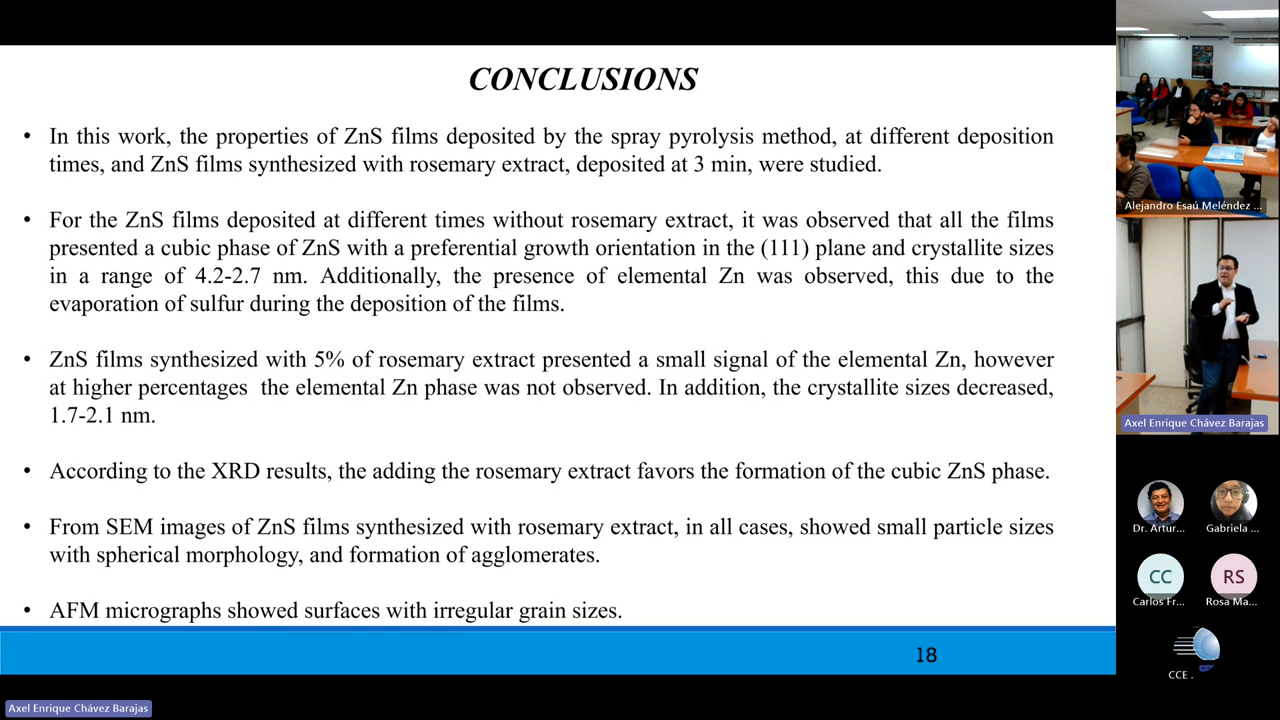 CONCLUSIONS
• In this work, the properties of ZnS films deposited by the spray pyrolysis method, at different deposition
times, and ZnS films synthesized with rosemary extract, deposited at 3 min, were studied.
• For the ZnS films deposited at different times without rosemary extract, it was observed that all the films
presented a cubic phase of ZnS with a preferential growth orientation in the (111) plane and crystallite sizes
in a range of 4.2-2.7 nm. Additionally, the presence of elemental Zn was observed, this due to the
evaporation of sulfur during the deposition of the films.
• ZnS films synthesized with 5% of rosemary extract presented a small signal of the elemental Zn, however
at higher percentages the elemental Zn phase was not observed. In addition, the crystallite sizes decreased,
1.7-2.1 nm.
• According to the XRD results, the adding the rosemary extract favors the formation of the cubic ZnS phase.
• From SEM images of ZnS films synthesized with rosemary extract, in all cases, showed small particle sizes
with spherical morphology, and formation of agglomerates.
• AFM micrographs showed surfaces with irregular grain sizes.
18
Alejandro Esaú Meléndez ...
Axel Enrique Chávez Barajas
Dr. Artur...
Gabriela ...
CC
RS
Carlos Fr...
Rosa Ma...
CCE .
Axel Enrique Chávez Barajas